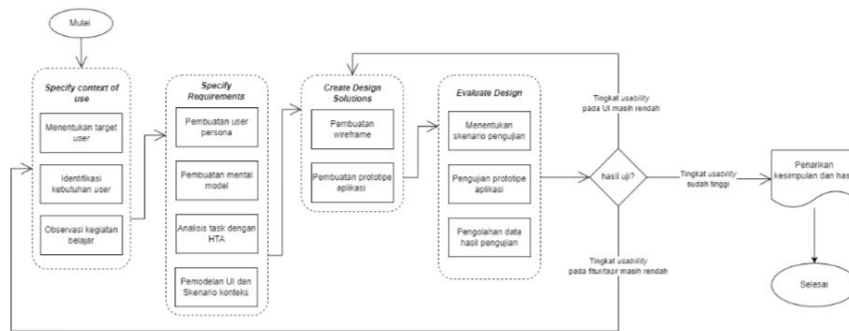 Mulai
Specify context of
use
Menentukan target
user
Identifikasi
kebutuhan user
Observasi kegiatan
belajar
Specify
Requirements
Pembuatan user
persona
Pembuatan mental
model
Analisis task dengan
HTA
Pemodelan UI dan
Skenario konteks
Create Design
Solutions
Pembuatan
wireframe
Pembuatan prototipe
aplikasi
Evaluate Design
Menentukan
skenario pengujian
Pengujian prototipe
aplikasi
Pengolahan data
hasil pengujian
Tingkat usability
pada UI masih rendah
hasil uji?
Tingkat usability
sudah tinggi
Tingkat usability
pada fitur/task masih rendah
Penarikan
kesimpulan dan has
Selesai